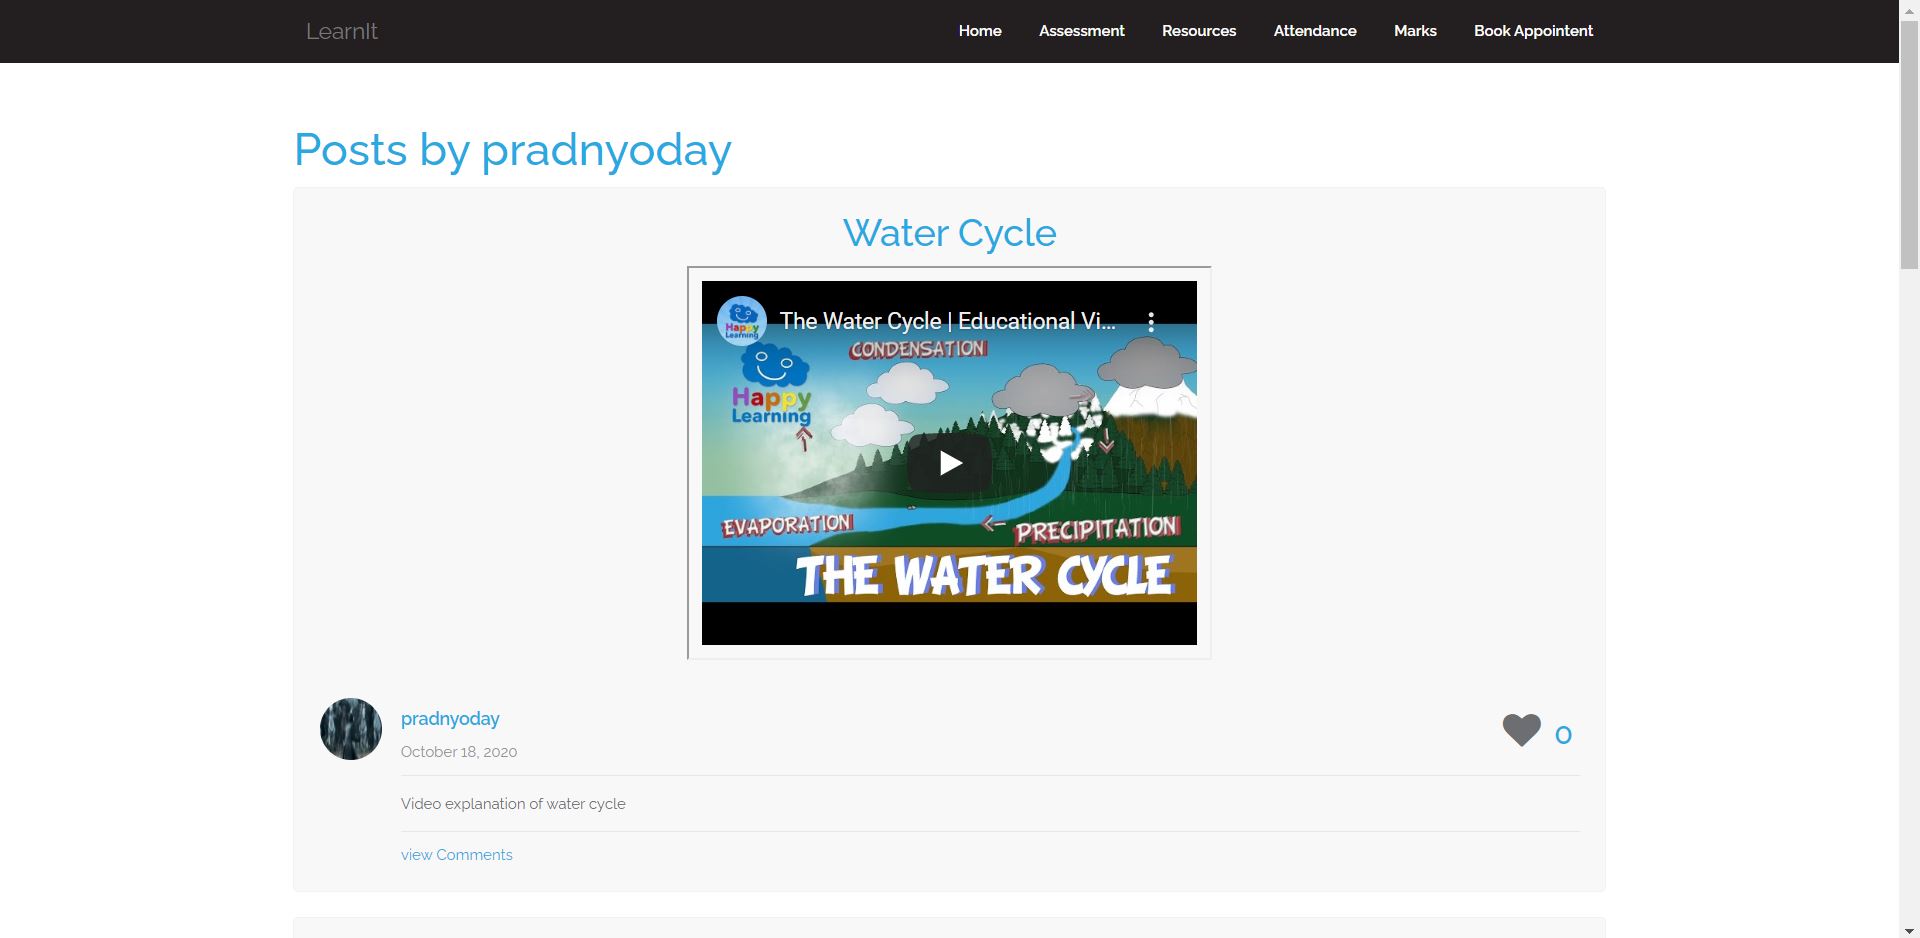 LearnIt
Home Assessment Resources Attendance Marks Book Appointent
Posts by pradnyoday
Water Cycle
The Water Cycle | Educational Vi...
Happy Learning
CONDENSATION
Happy
Learning
EVAPORATION
PRECIPITATION
THE WATER CYCLE
pradnyoday
0
October 18, 2020
Video explanation of water cycle
view Comments